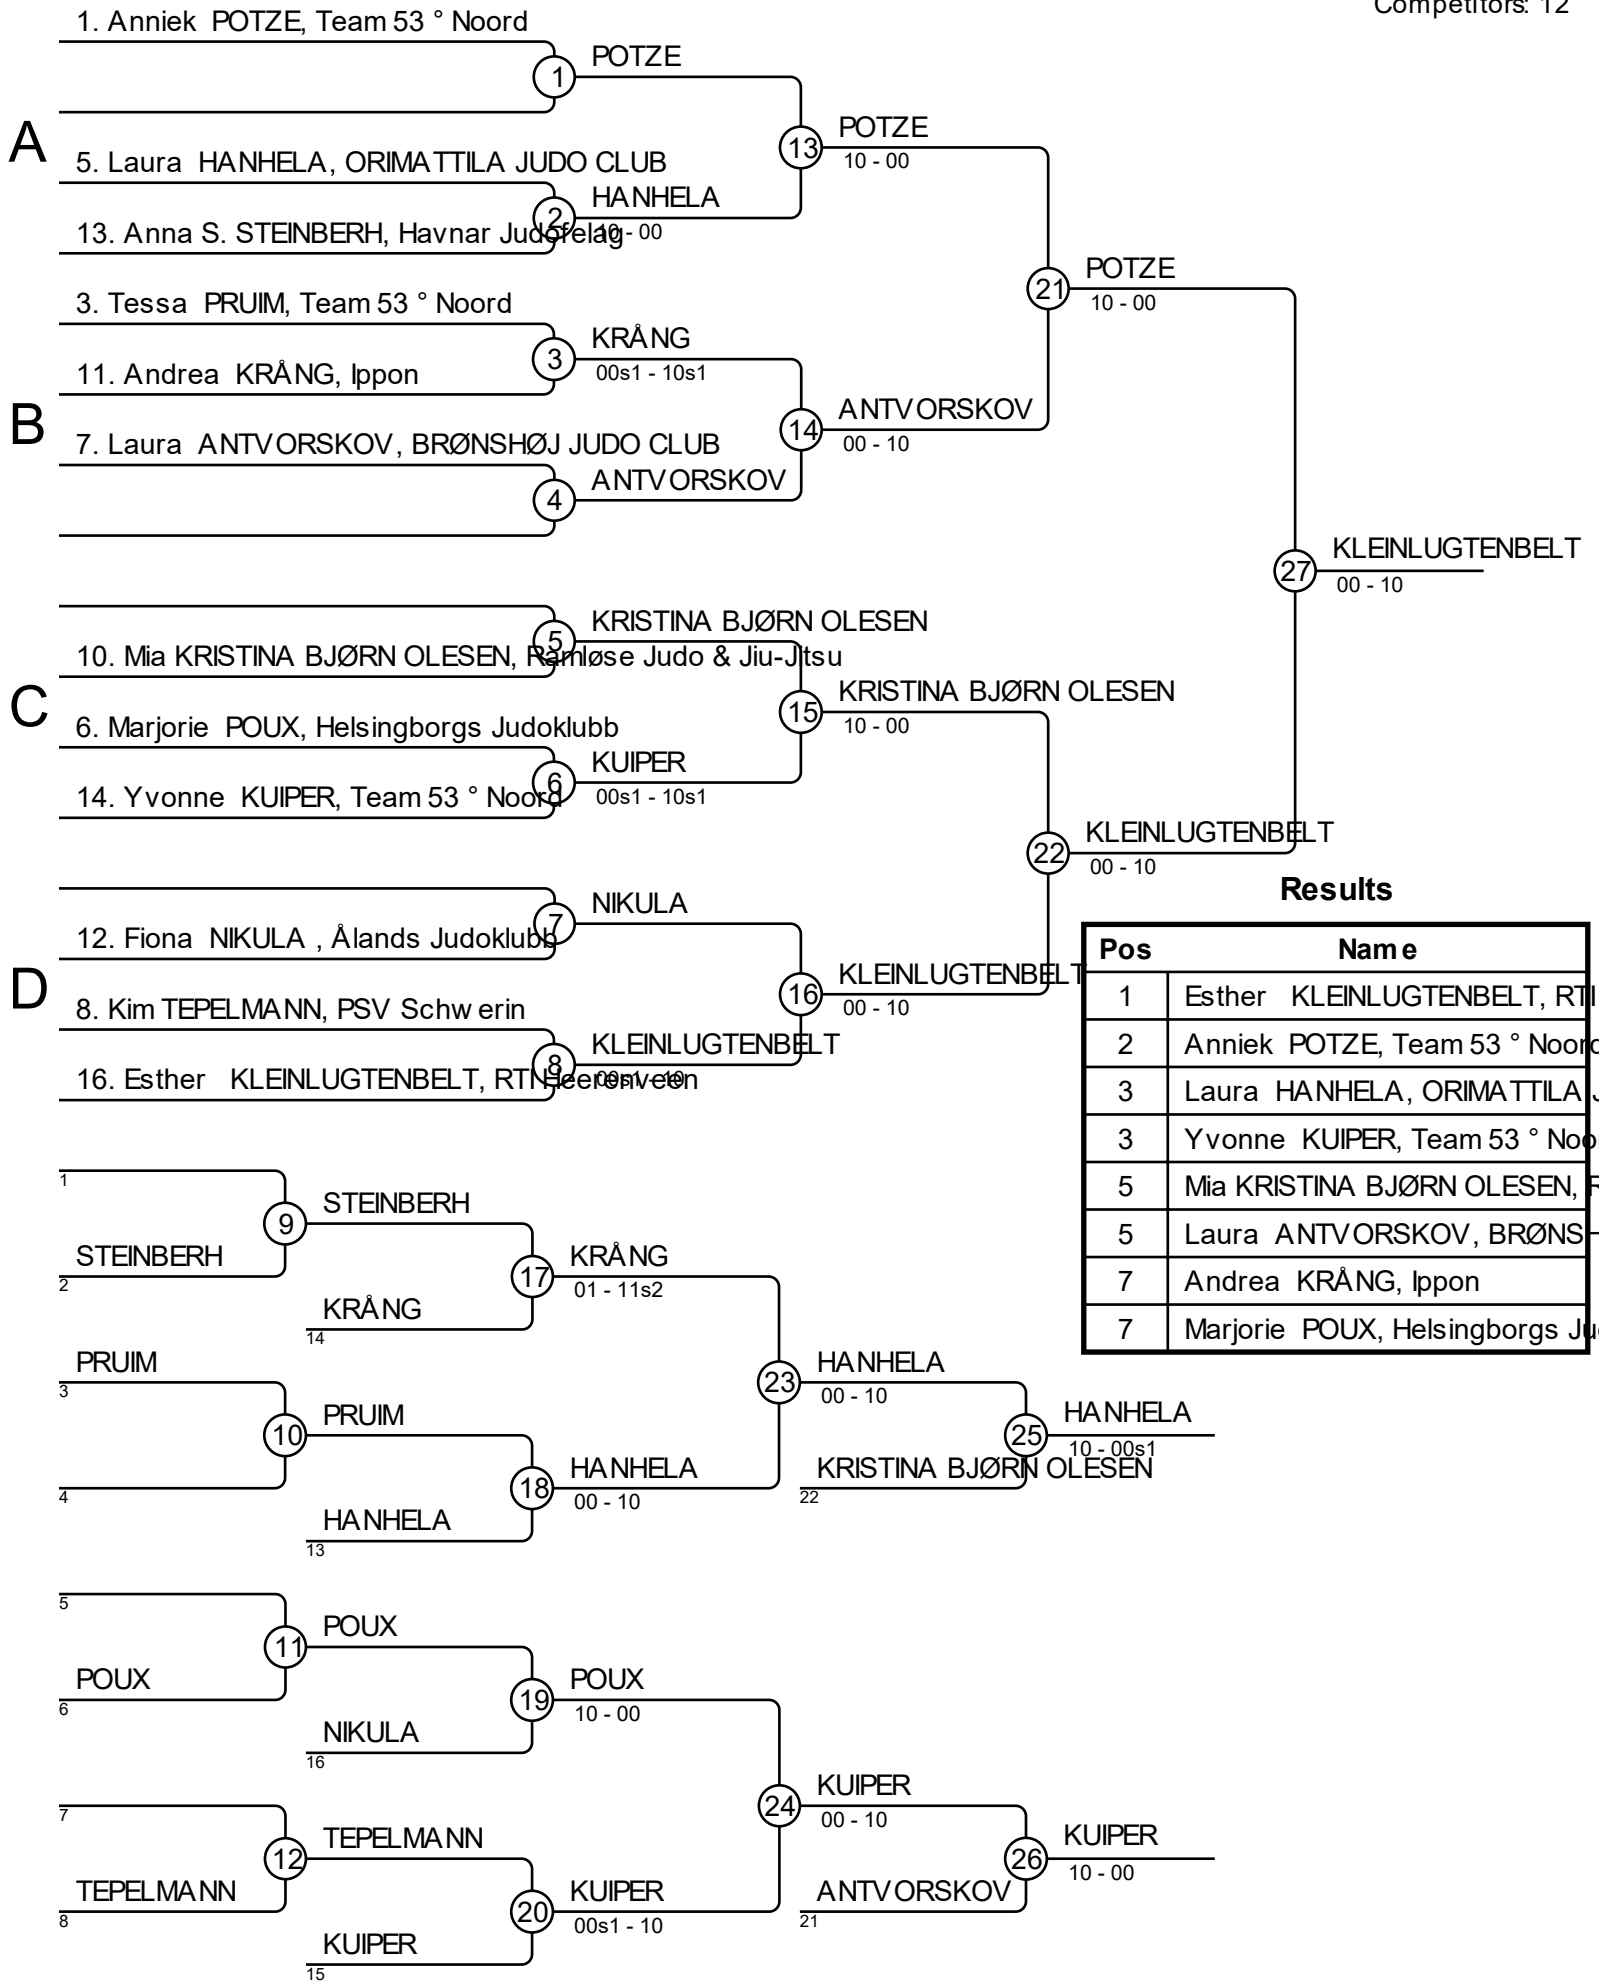 Competitors: 12
1. Anniek POTZE, Team 53 ° Noord
1 POTZE
A
13 POTZE
10 - 00
5. Laura HANHELA, ORIMATTILA JUDO CLUB
2 HANHELA
10 - 00
13. Anna S. STEINBERH, Havnar Judofelag
21 POTZE
10 - 00
3. Tessa PRUIM, Team 53 ° Noord
3 KRÅNG
00s1 - 10s1
11. Andrea KRÅNG, Ippon
B
14 ANTVORSKOV
00 - 10
7. Laura ANTVORSKOV, BRØNSHØJ JUDO CLUB
4 ANTVORSKOV
27 KLEINLUGTENBELT
00 - 10
5 KRISTINA BJØRN OLESEN
10. Mia KRISTINA BJØRN OLESEN, Ramløse Judo & Jiu-Jitsu
C
15 KRISTINA BJØRN OLESEN
10 - 00
6. Marjorie POUX, Helsingborgs Judoklubb
6 KUIPER
00s1 - 10s1
14. Yvonne KUIPER, Team 53 ° Noord
22 KLEINLUGTENBELT
00 - 10
7 NIKULA
12. Fiona NIKULA , Ålands Judoklubb
D
16 KLEINLUGTENBELT
00 - 10
8. Kim TEPELMANN, PSV Schwerin
8 KLEINLUGTENBELT
00s1 - 10
16. Esther KLEINLUGTENBELT, RTI Heerenveen
Results
Pos Name
1 Esther KLEINLUGTENBELT, RTI
2 Anniek POTZE, Team 53 ° Noord
3 Laura HANHELA, ORIMATTILA J
3 Yvonne KUIPER, Team 53 ° Noo
5 Mia KRISTINA BJØRN OLESEN, R
5 Laura ANTVORSKOV, BRØNS
7 Andrea KRÅNG, Ippon
7 Marjorie POUX, Helsingborgs Ju
1
9 STEINBERH
STEINBERH
2
17 KRÅNG
01 - 11s2
KRÅNG
14
PRUIM
3
23 HANHELA
00 - 10
10 PRUIM
25 HANHELA
10 - 00s1
4
18 HANHELA
00 - 10
KRISTINA BJØRN OLESEN
22
HANHELA
13
5
11 POUX
POUX
6
19 POUX
10 - 00
NIKULA
16
7
24 KUIPER
00 - 10
12 TEPELMANN
26 KUIPER
10 - 00
TEPELMANN
8
20 KUIPER
00s1 - 10
ANTVORSKOV
21
KUIPER
15